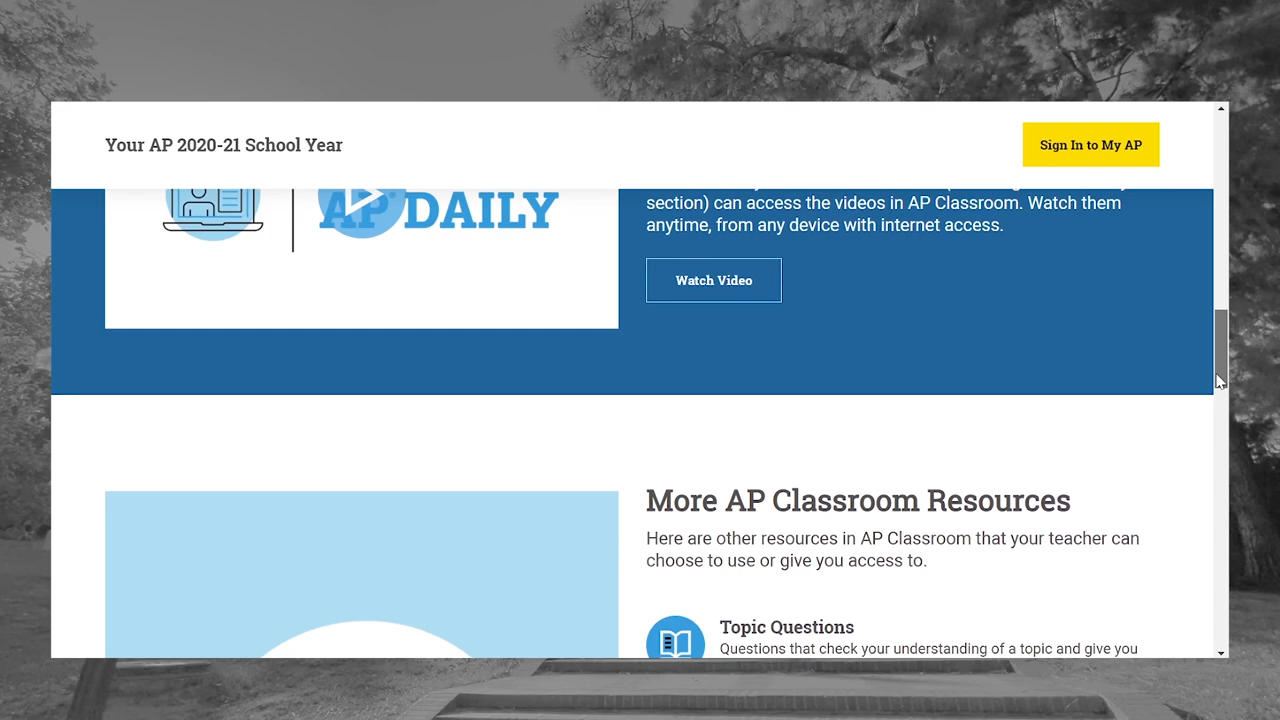 Your AP 2020-21 School Year
Sign In to My AP
AP DAILY
section) can access the videos in AP Classroom. Watch them
anytime, from any device with internet access.
Watch Video
More AP Classroom Resources
Here are other resources in AP Classroom that your teacher can
choose to use or give you access to.
Topic Questions
Questions that check your understanding of a topic and give you